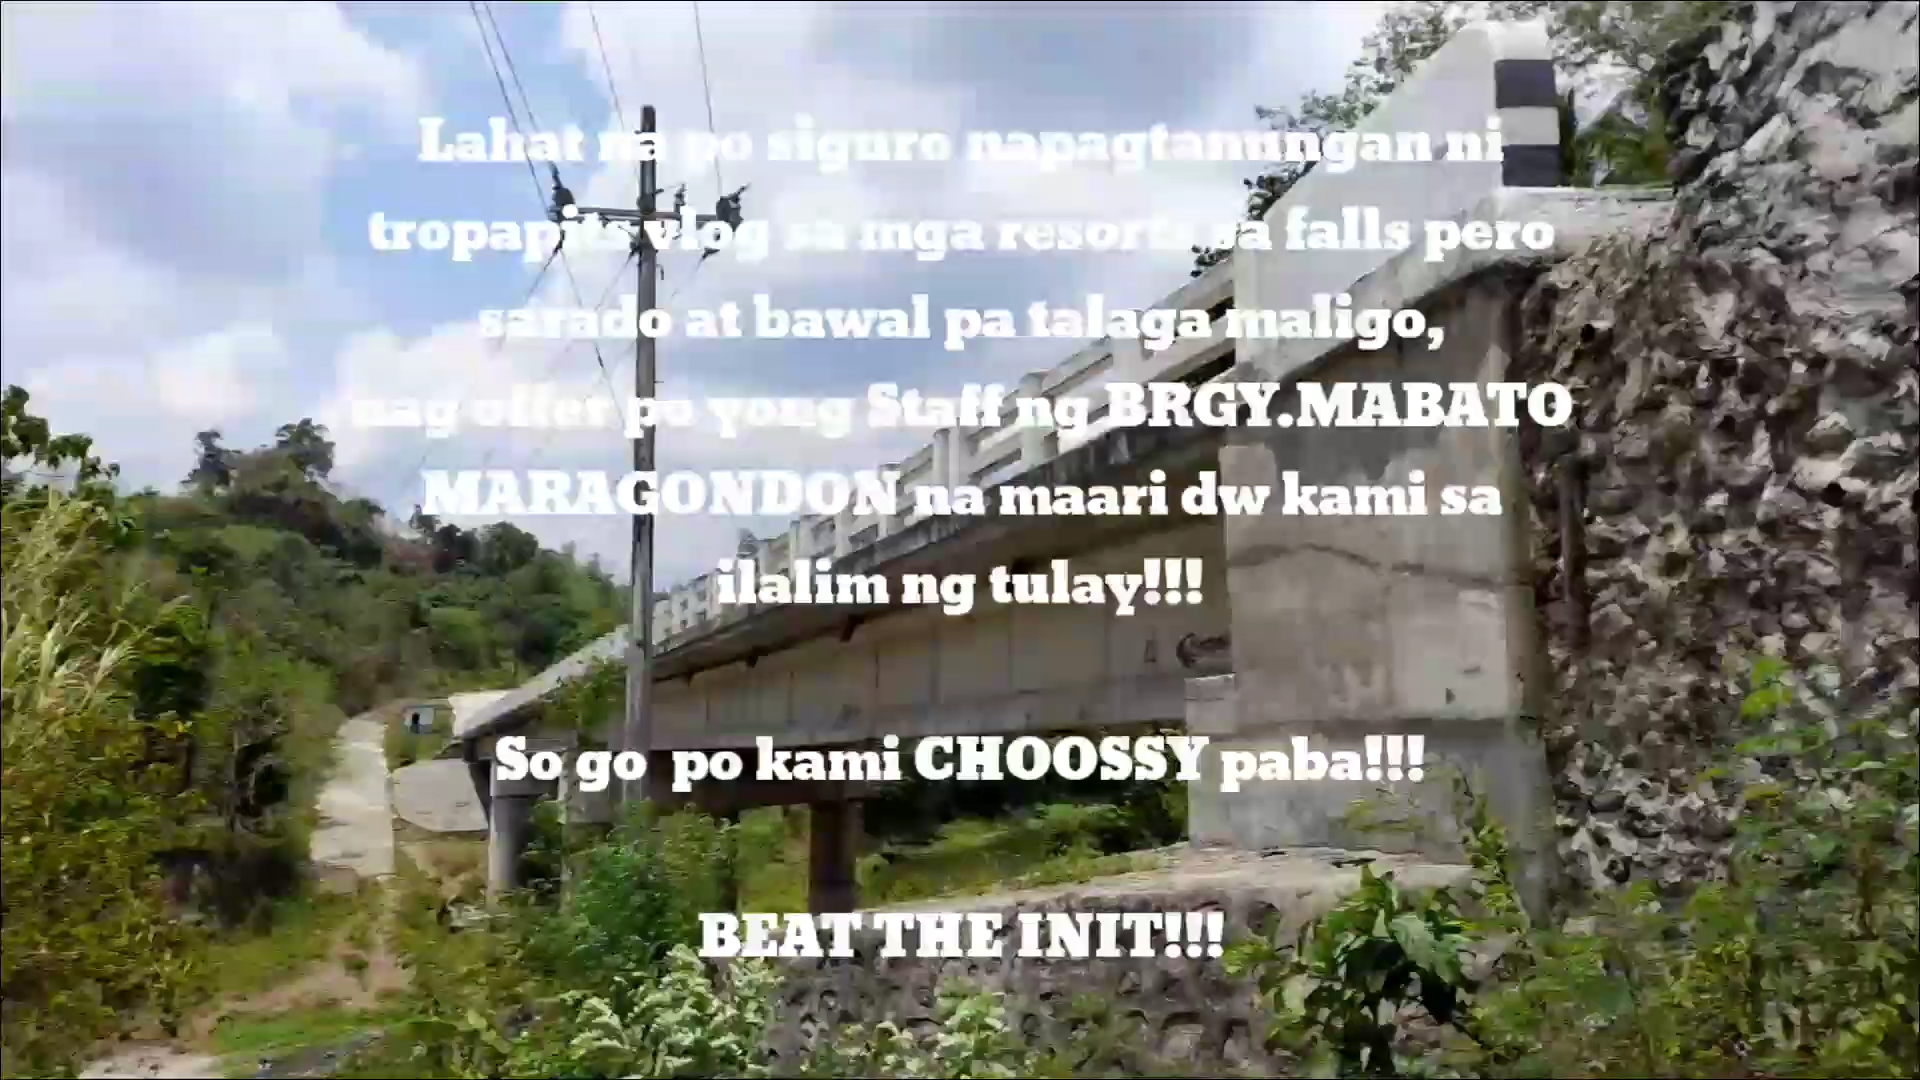 Lahat na po siguro napagtanungan ni
tropapits vlog sa mga resorts sa falls pero
sarado at bawal pa talaga maligo,
nag offer po yong Staff ng BRGY.MABATO
MARAGONDON na maari dw kami sa
ilalim ng tulay!!!
So go po kami CHOOSSY paba!!!
BEAT THE INIT!!!